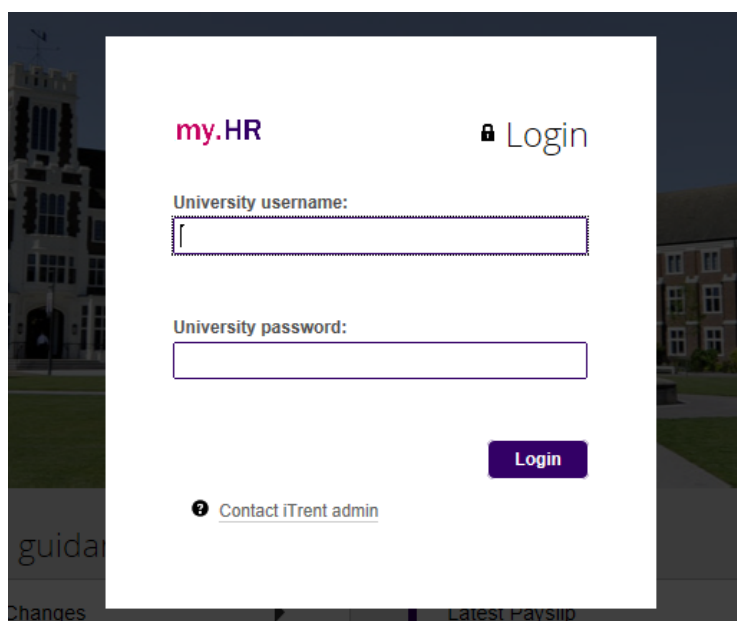 my.HR
Login
University username:
University password:
Login
Contact iTrent admin
Changes
Latest Payslip